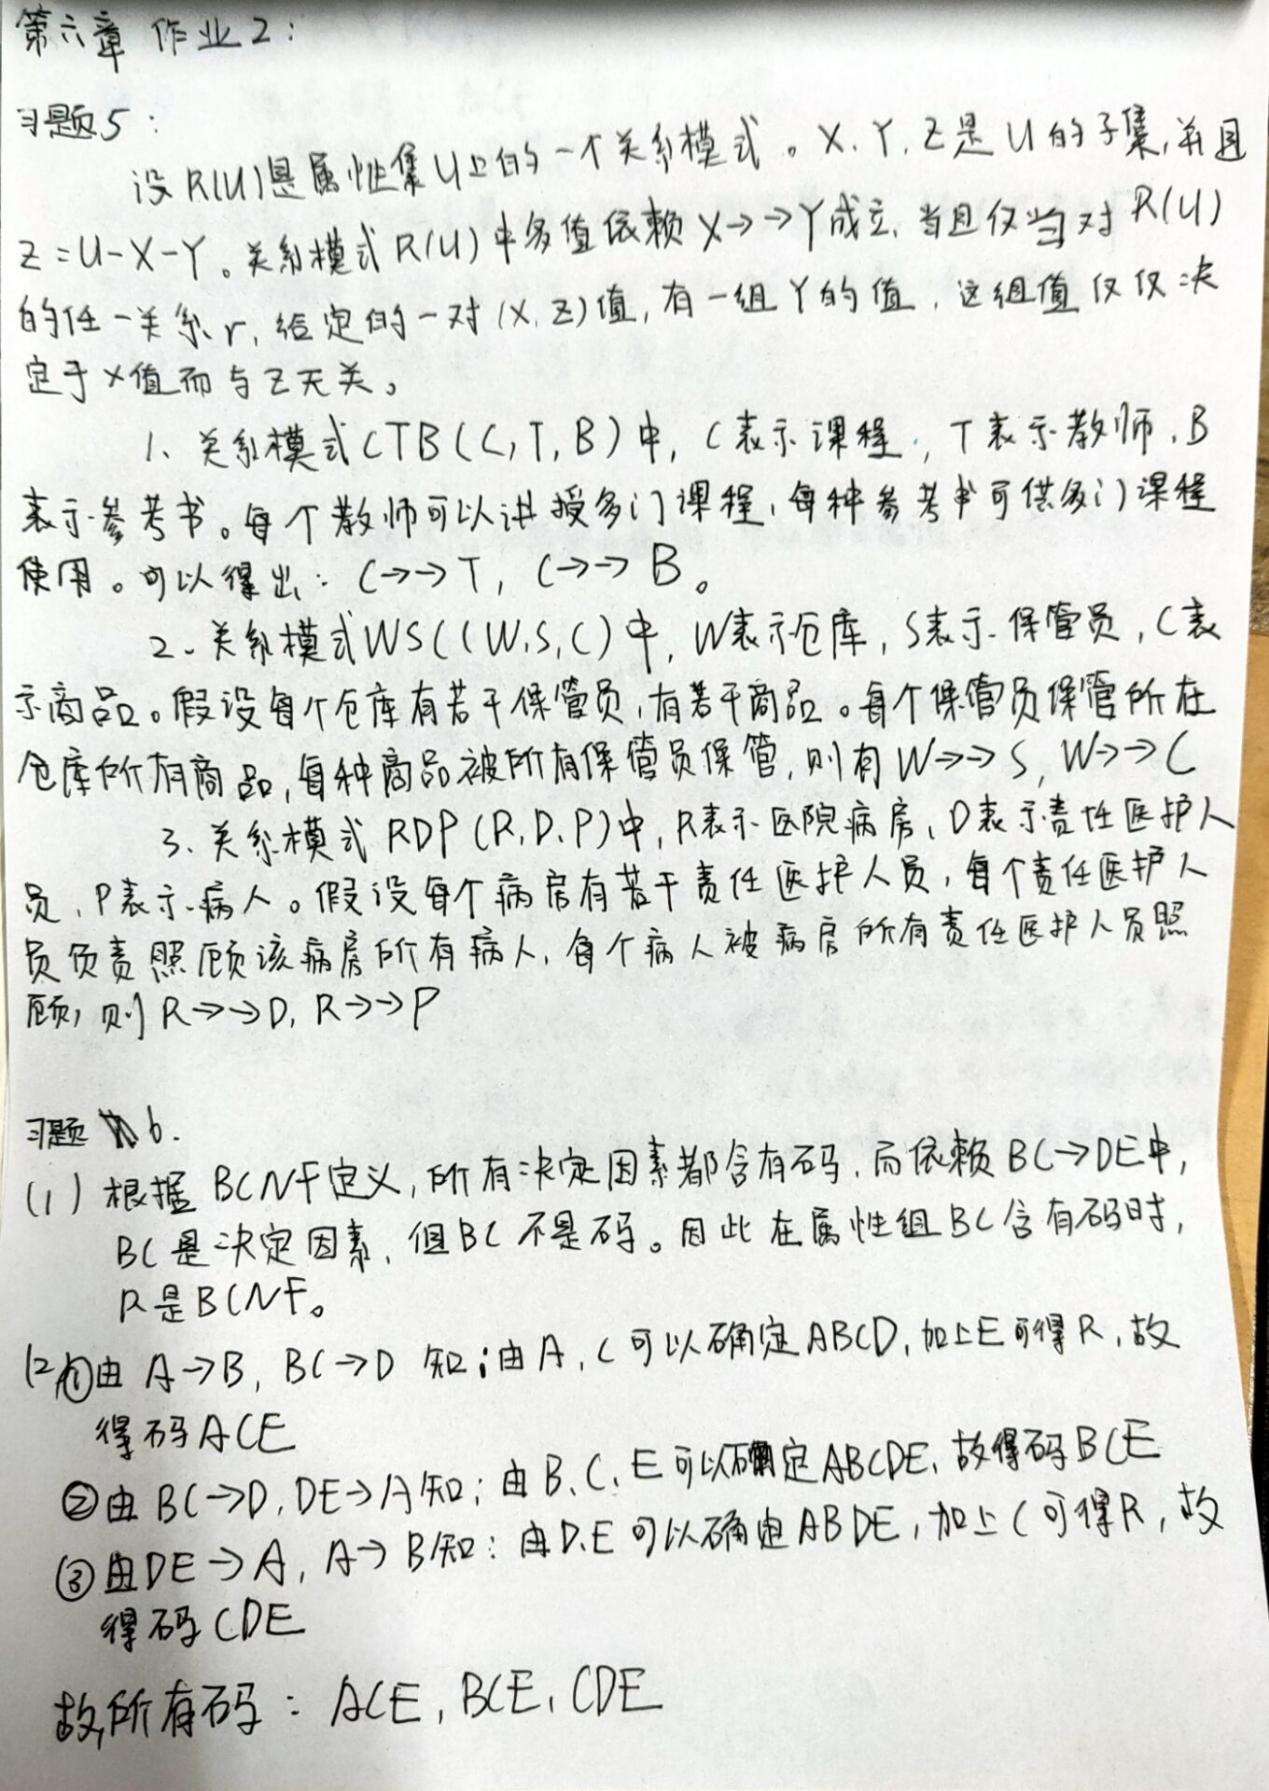 第六章 作业2:
习题5:
设R(U)是属性集U上的一个关系模式。X、Y、Z是U的子集,并且
Z=U-X-Y。关系模式R(U)中多值依赖X→→Y成立,当且仅当对R(U)
的任一关系r,给定的一对(X,Z)值,有一组Y的值,这组值仅仅决
定于X值而与Z无关。
1、关系模式CTB(C,T,B)中,C表示课程,T表示教师,B
表示参考书。每个教师可以讲授多门课程,每种参考书可供多门课程
使用。可以得出:C→→T,C→→B。
2、关系模式WSC(W,S,C)中,W表示仓库,S表示保管员,C表
示商品。假设每个仓库有若干保管员,有若干商品。每个保管员保管所在
仓库所有商品,每种商品被所有保管员保管,则有W→→S,W→→C
3、关系模式RDP(R,D,P)中,R表示医院病房,D表示责任医护人
员,P表示病人。假设每个病房有若干责任医护人员,每个责任医护人
员负责照顾该病房所有病人,每个病人被病房所有责任医护人员照
顾,则R→→D,R→→P
习题6.
(1)根据BCNF定义,所有决定因素都含有码,而依赖BC→DE中,
BC是决定因素,但BC不是码。因此在属性组BC含有码时,
R是BCNF。
(2)①由A→B,BC→D知;由A,C可以确定ABCD,加上E可得R,故
得码ACE
②由BC→D,DE→A知;由B、C、E可以确定ABCDE,故得码BCE
③由DE→A,A→B知:由D.E可以确定ABDE,加上C可得R,故
得码CDE
故所有码:ACE,BCE,CDE